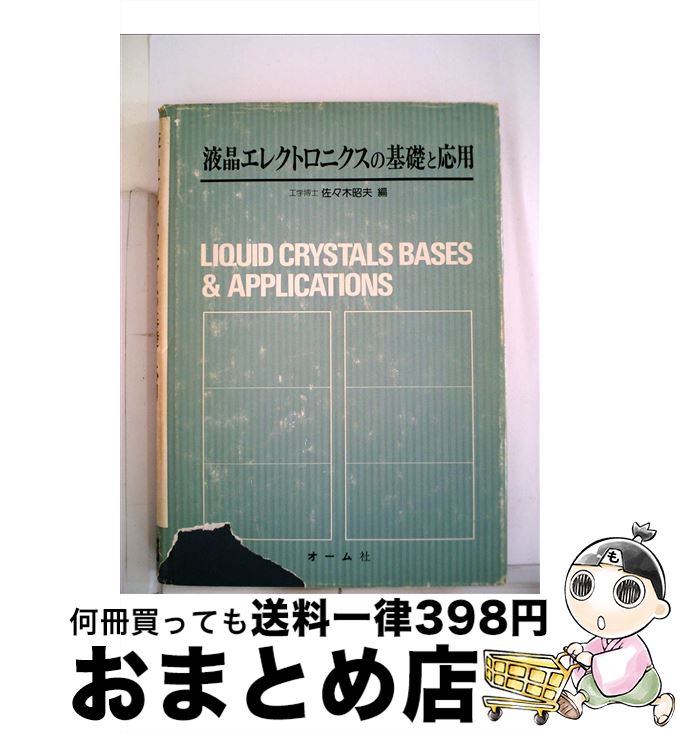 液晶エレクトロニクスの基礎と応用
工学博士 佐々木昭夫 編
LIQUID CRYSTALS BASES
& APPLICATIONS
オーム社
も
何冊買っても送料一律398円
おまとめ店